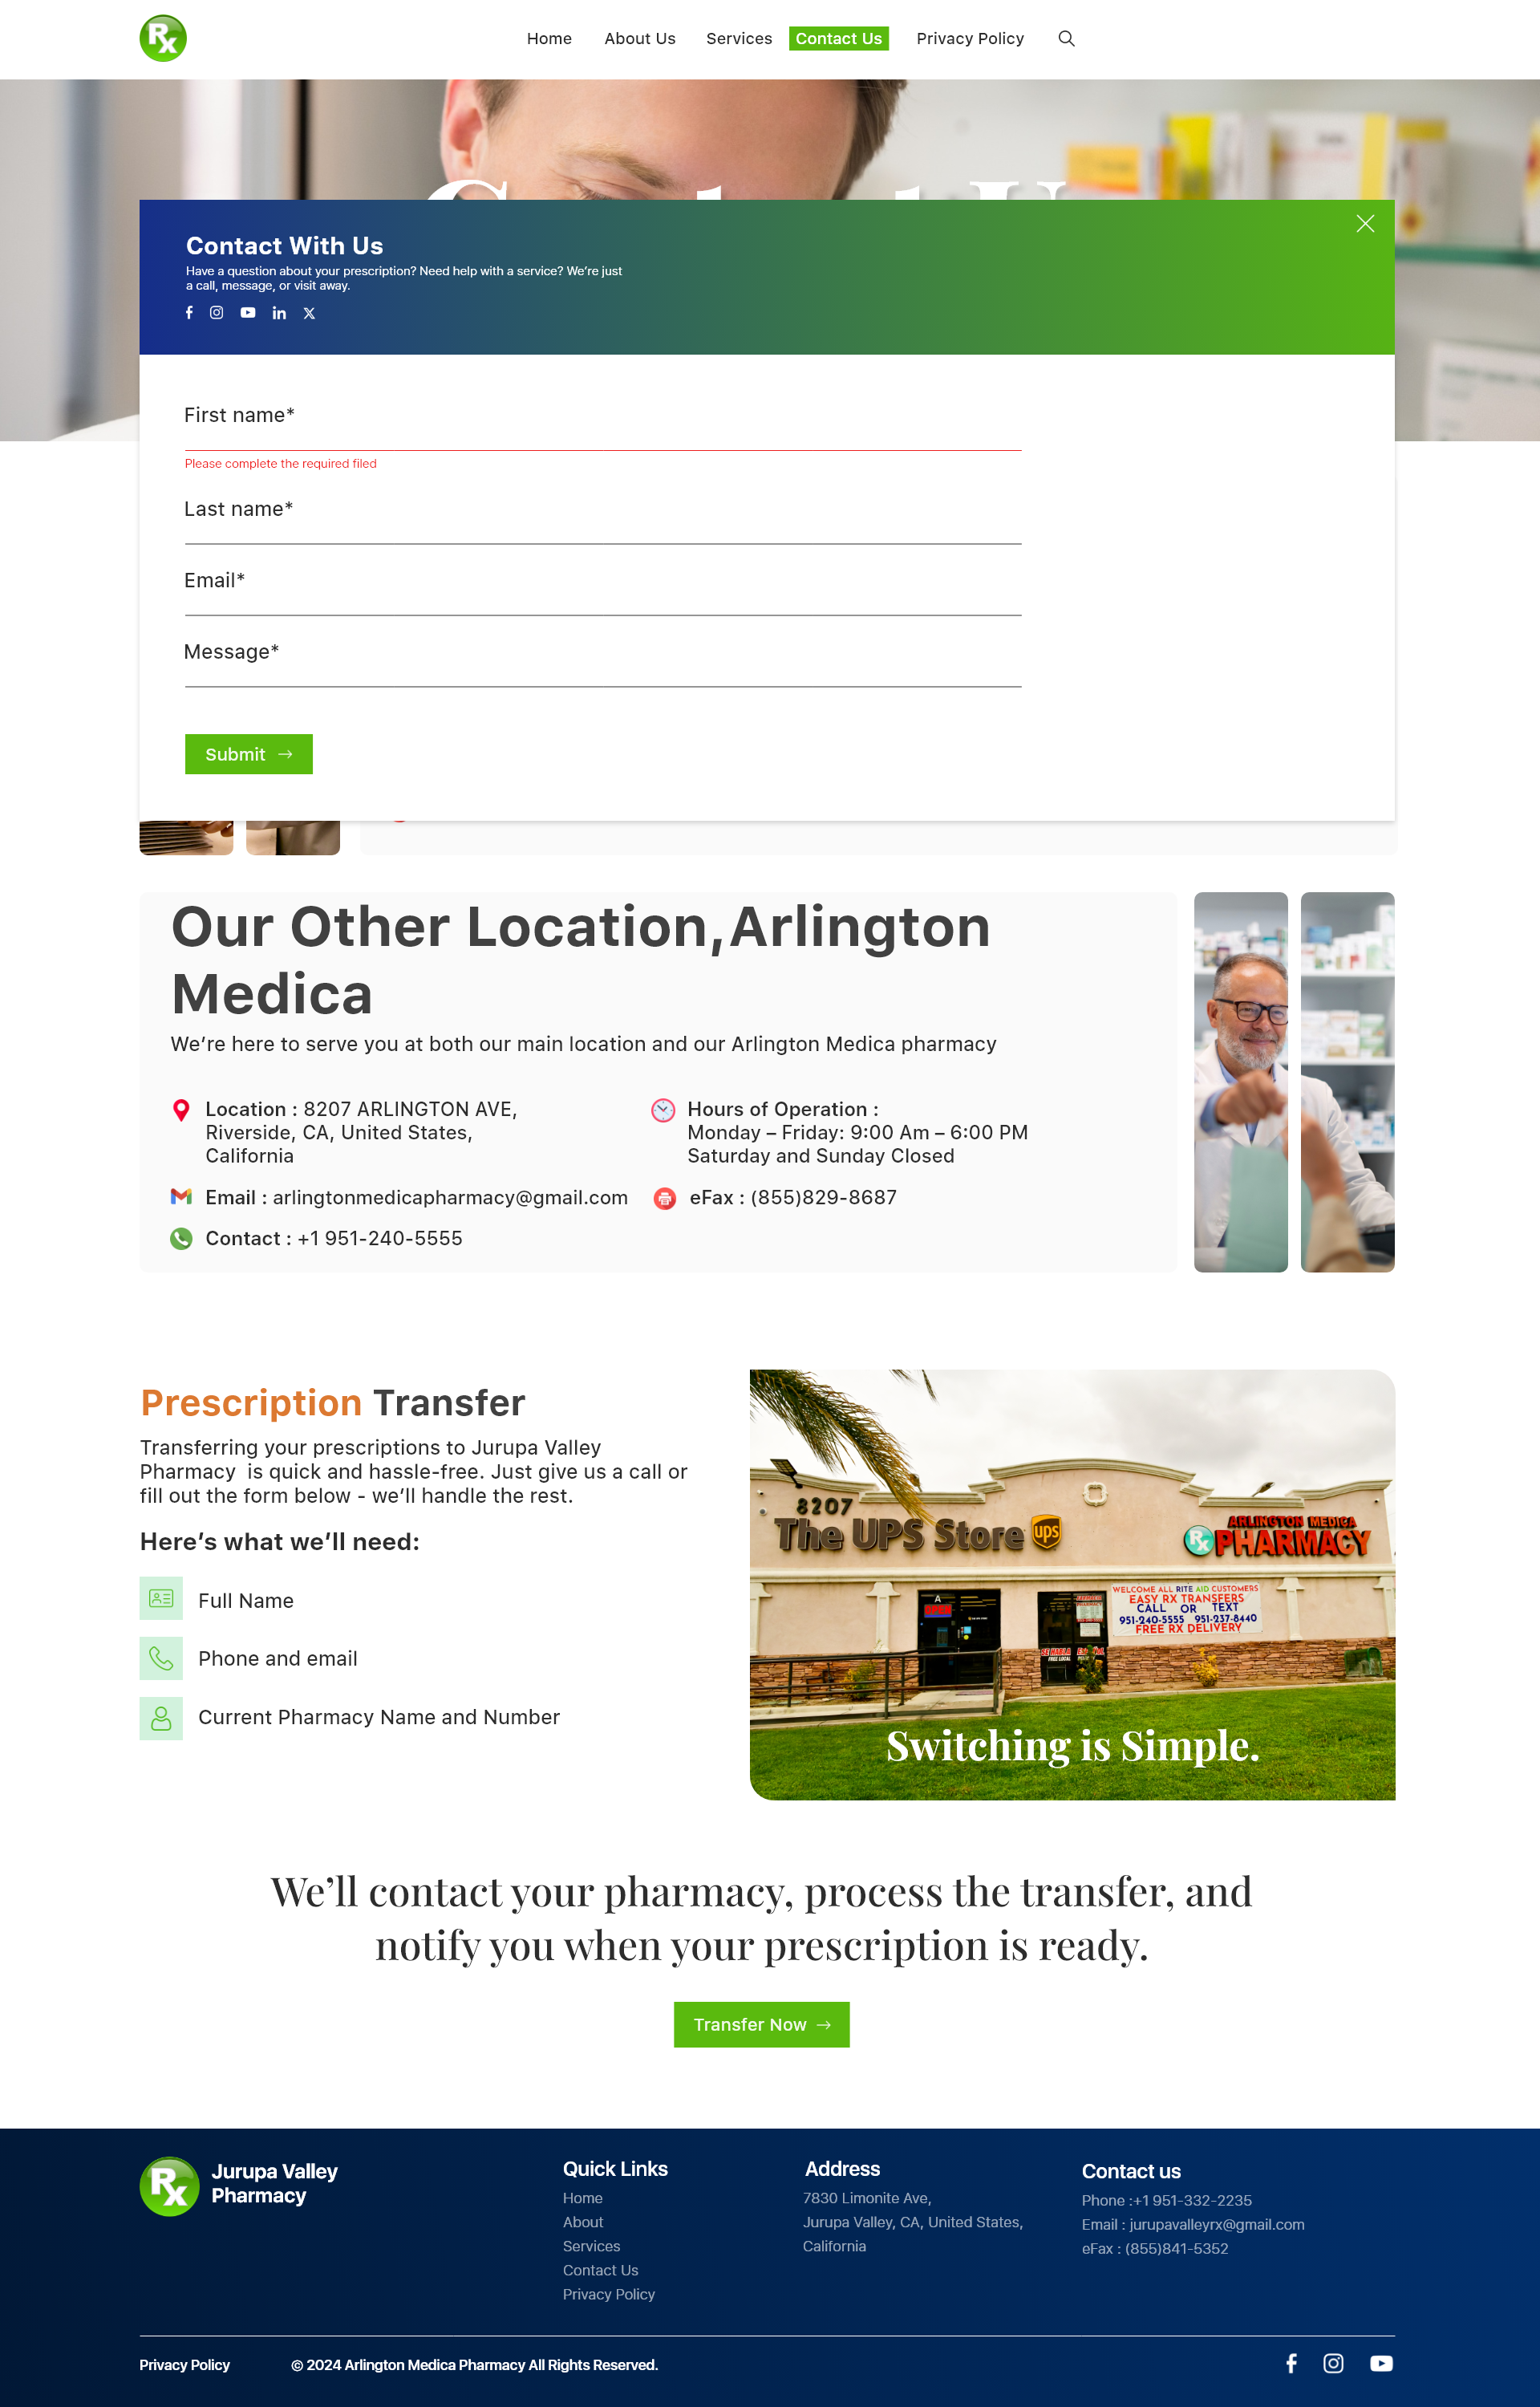 Rx
Home
About Us
Services
Contact Us
Privacy Policy
Contact With Us
Have a question about your prescription? Need help with a service? We’re just
a call, message, or visit away.
First name*
Please complete the required filed
Last name*
Email*
Message*
Submit
Our Other Location,Arlington
Medica
We’re here to serve you at both our main location and our Arlington Medica pharmacy
Location : 8207 ARLINGTON AVE,
Riverside, CA, United States,
California
Hours of Operation :
Monday – Friday: 9:00 Am – 6:00 PM
Saturday and Sunday Closed
Email : arlingtonmedicapharmacy@gmail.com
eFax : (855)829-8687
Contact : +1 951-240-5555
Prescription Transfer
Transferring your prescriptions to Jurupa Valley
Pharmacy  is quick and hassle-free. Just give us a call or
fill out the form below - we’ll handle the rest.
Here’s what we’ll need:
Full Name
Phone and email
Current Pharmacy Name and Number
8207
The UPS Store
ups
ARLINGTON MEDICA
Rx PHARMACY
A
OPEN
WELCOME ALL RITE AID CUSTOMERS
EASY RX TRANSFERS
CALL OR TEXT
951-240-5555 951-237-8440
FREE RX DELIVERY
Switching is Simple.
We’ll contact your pharmacy, process the transfer, and
notify you when your prescription is ready.
Transfer Now
Rx
Jurupa Valley
Pharmacy
Quick Links
Home
About
Services
Contact Us
Privacy Policy
Address
7830 Limonite Ave,
Jurupa Valley, CA, United States,
California
Contact us
Phone :+1 951-332-2235
Email : jurupavalleyrx@gmail.com
eFax : (855)841-5352
Privacy Policy
© 2024 Arlington Medica Pharmacy All Rights Reserved.